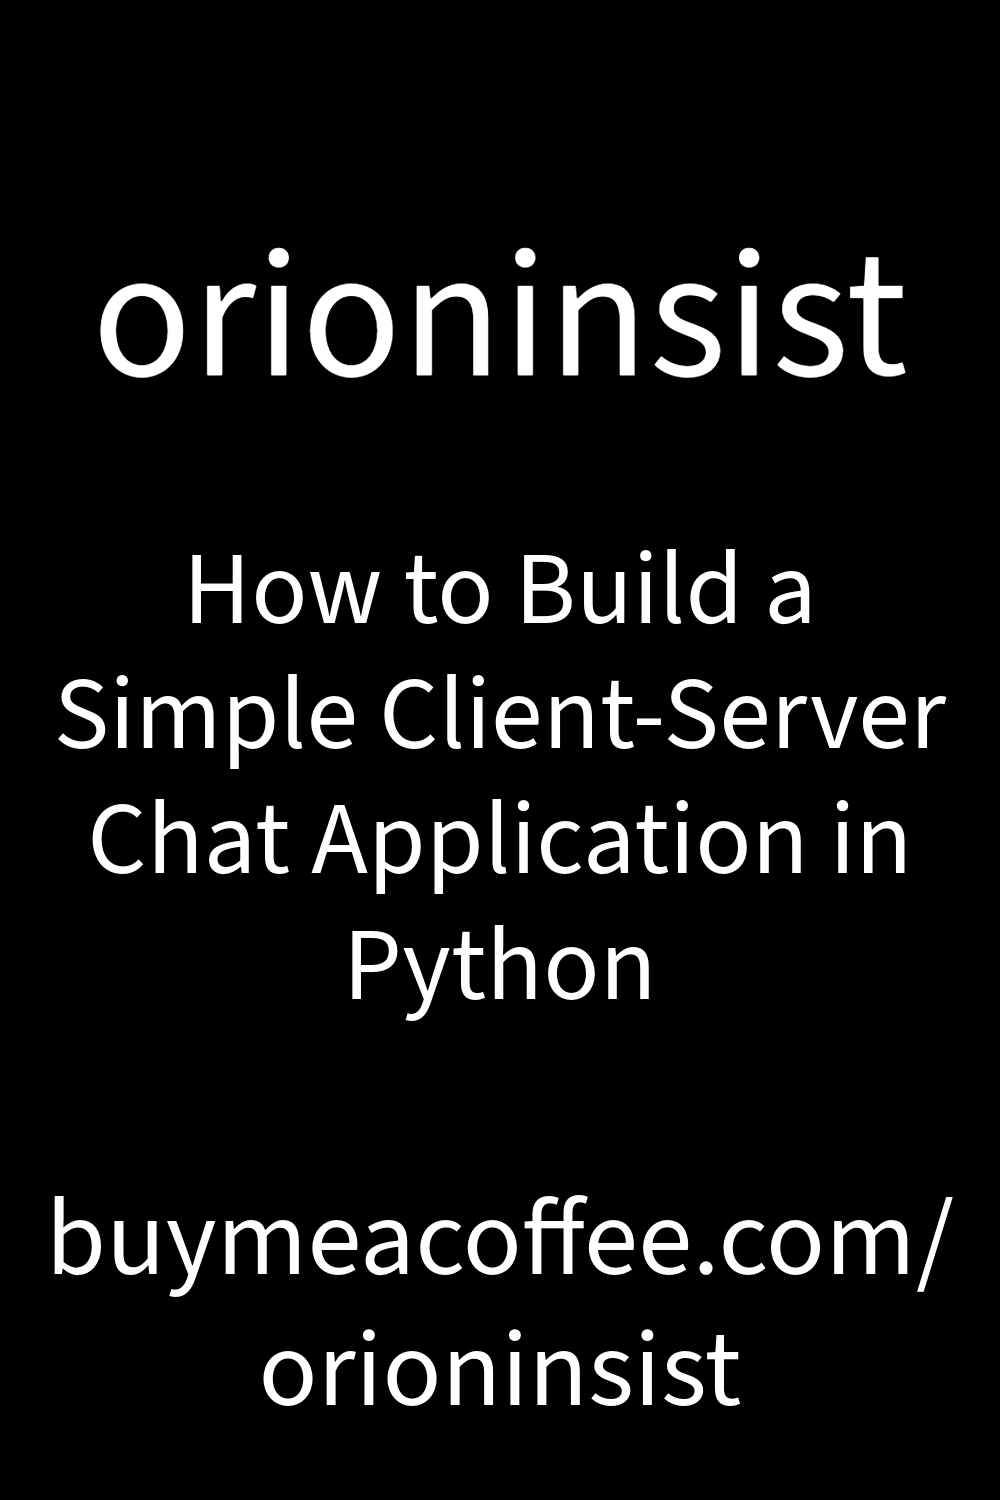 orioninsist
How to Build a
Simple Client-Server
Chat Application in
Python
buymeacoffee.com/
orioninsist